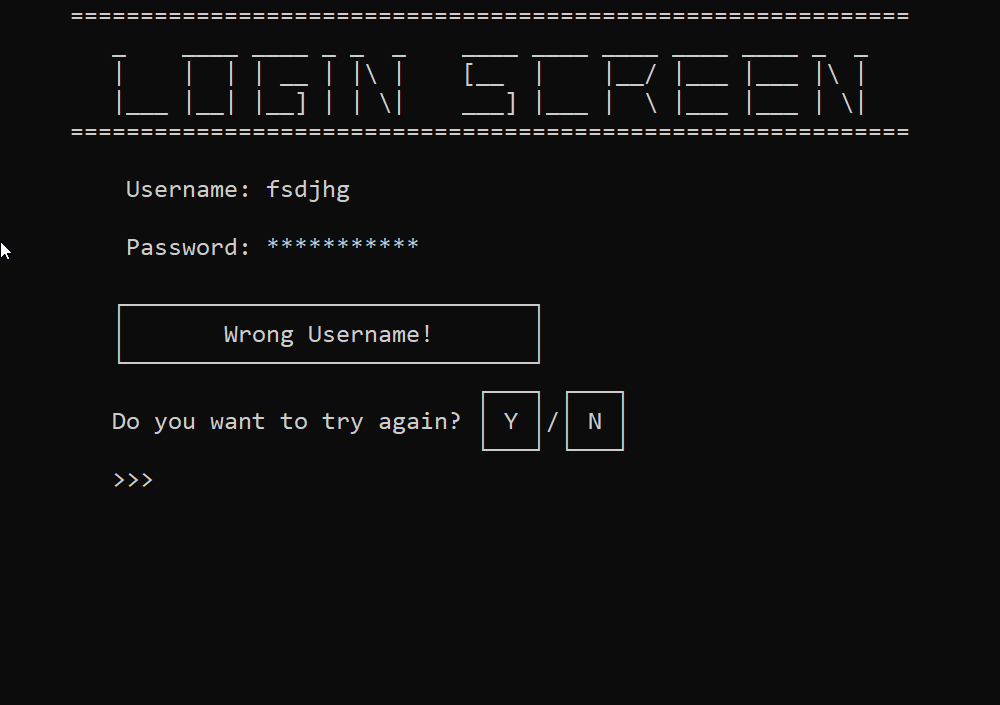 ============================================================
LOGIN SCREEN
============================================================
Username: fsdjhg
Password: ***********
Wrong Username!
Do you want to try again? Y / N
>>>